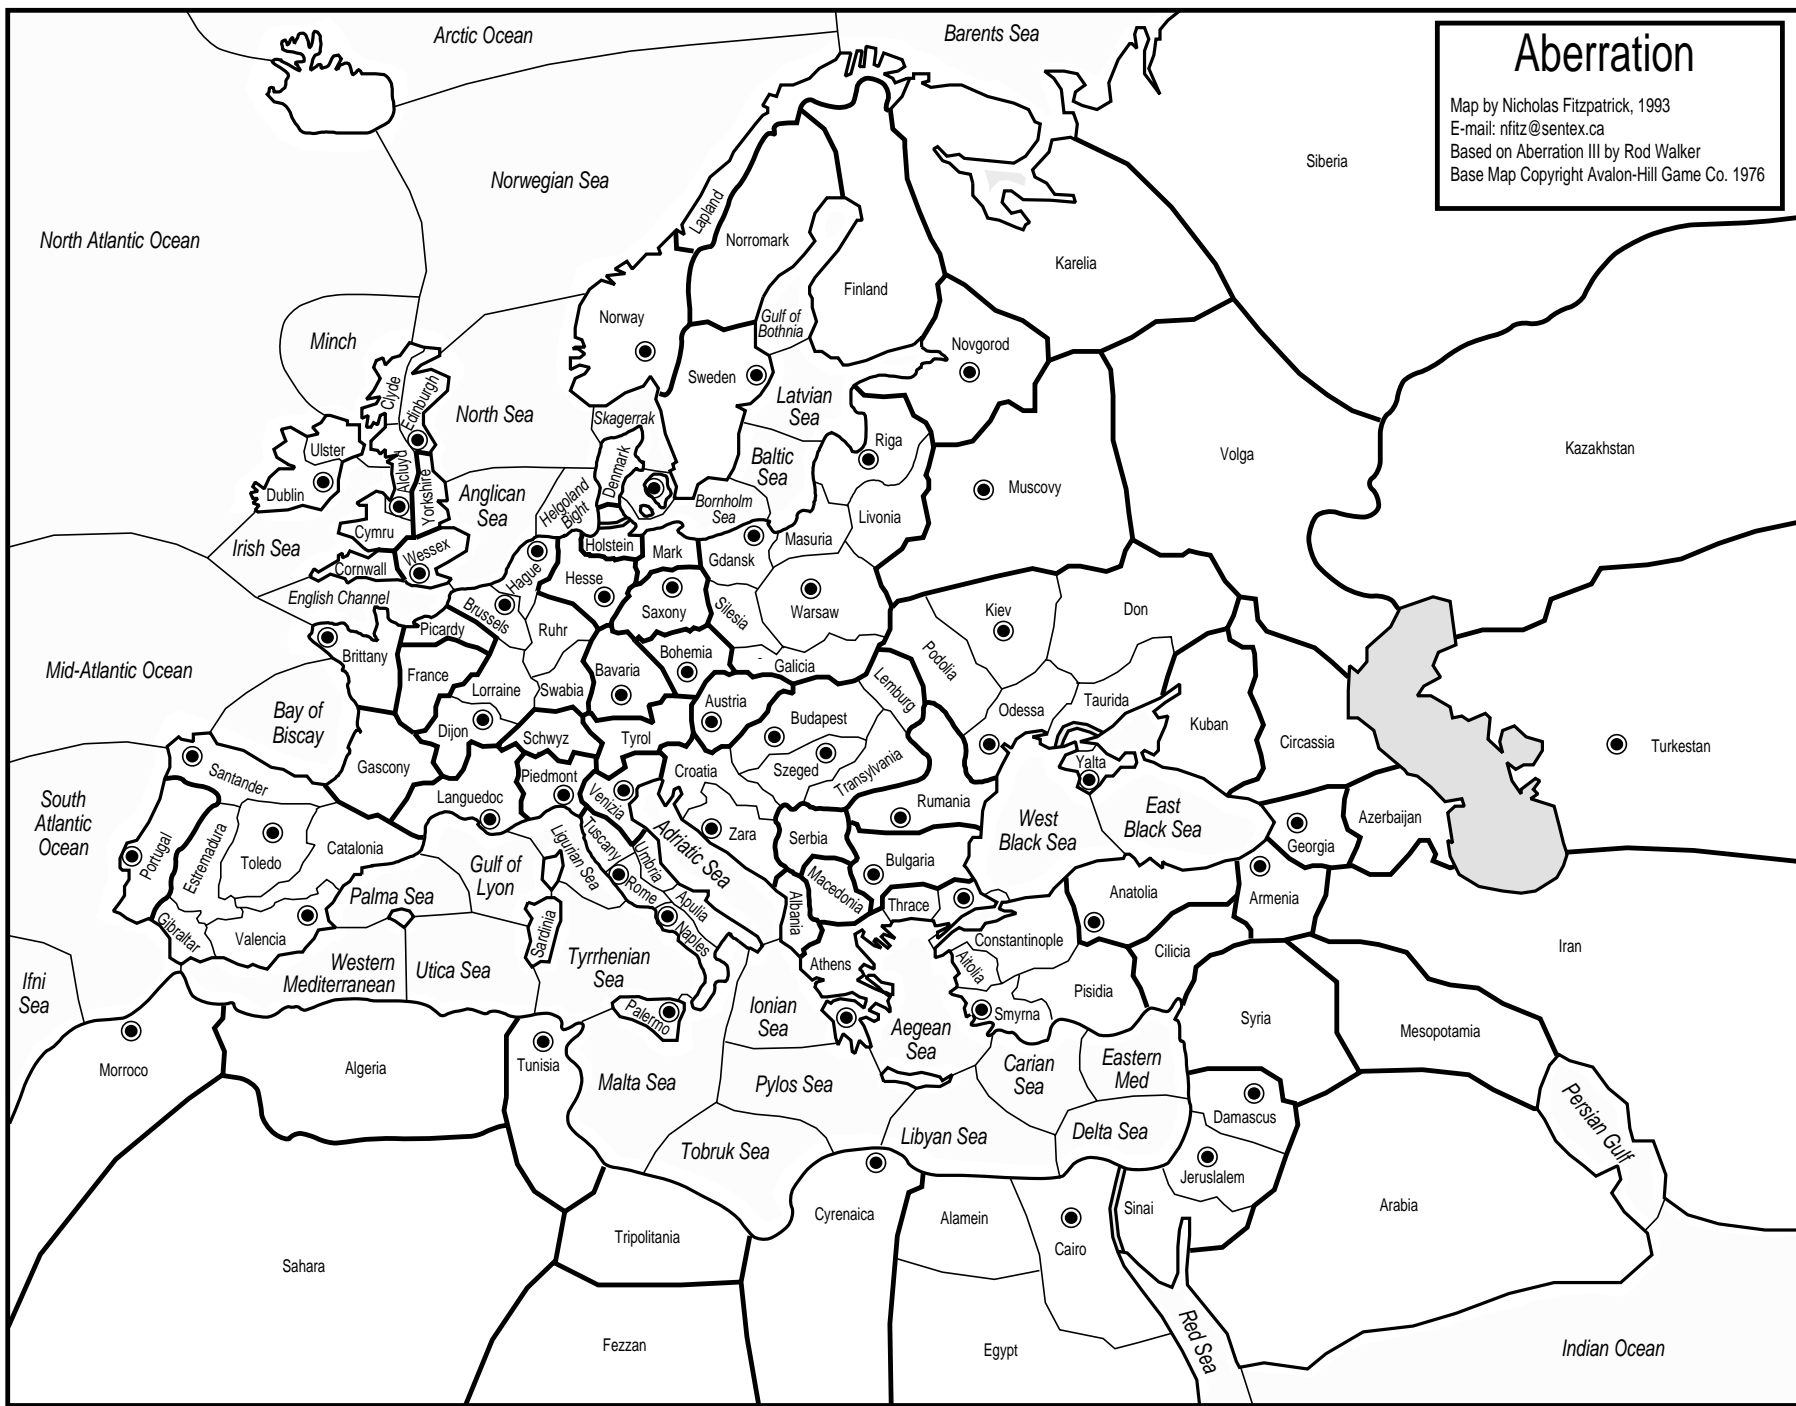 Arctic Ocean
Barents Sea
Aberration
Map by Nicholas Fitzpatrick, 1993
E-mail: nfitz@sentex.ca
Based on Aberration III by Rod Walker
Base Map Copyright Avalon-Hill Game Co. 1976
Siberia
Norwegian Sea
Lapland
North Atlantic Ocean
Norromark
Karelia
Finland
Norway
Gulf of
Bothnia
Minch
Novgorod
Sweden
Clyde
Edinburgh
North Sea
Skagerrak
Latvian
Sea
Ulster
Riga
Kazakhstan
Volga
Alcluyd
Yorkshire
Denmark
Baltic
Sea
Dublin
Anglican
Sea
Helgoland
Bight
Bornholm
Sea
Muscovy
Livonia
Cymru
Irish Sea
Wessex
Holstein
Mark
Gdansk
Masuria
Cornwall
Hague
Hesse
English Channel
Brussels
Saxony
Silesia
Warsaw
Kiev
Don
Picardy
Ruhr
Brittany
Bohemia
Galicia
Podolia
Mid-Atlantic Ocean
France
Lorraine
Swabia
Bavaria
Lemburg
Austria
Taurida
Bay of
Biscay
Odessa
Budapest
Kuban
Dijon
Schwyz
Tyrol
Circassia
Turkestan
Gascony
Santander
Piedmont
Croatia
Szeged
Transylvania
Yalta
Languedoc
Venizia
Rumania
South
Atlantic
Ocean
West
Black Sea
East
Black Sea
Azerbaijan
Portugal
Estremadura
Toledo
Catalonia
Ligurian Sea
Tuscany
Umbria
Adriatic Sea
Zara
Serbia
Georgia
Gulf of
Lyon
Bulgaria
Palma Sea
Rome
Apulia
Macedonia
Anatolia
Armenia
Thrace
Albania
Gibraltar
Valencia
Sardinia
Naples
Constantinople
Iran
Cilicia
Western
Mediterranean
Utica Sea
Tyrrhenian
Sea
Athens
Aitolia
Ifni
Sea
Pisidia
Ionian
Sea
Palermo
Smyrna
Syria
Aegean
Sea
Mesopotamia
Morroco
Algeria
Tunisia
Malta Sea
Pylos Sea
Carian
Sea
Eastern
Med
Damascus
Persian Gulf
Tobruk Sea
Libyan Sea
Delta Sea
Jeruslalem
Sinai
Arabia
Cyrenaica
Alamein
Tripolitania
Cairo
Sahara
Fezzan
Egypt
Red Sea
Indian Ocean